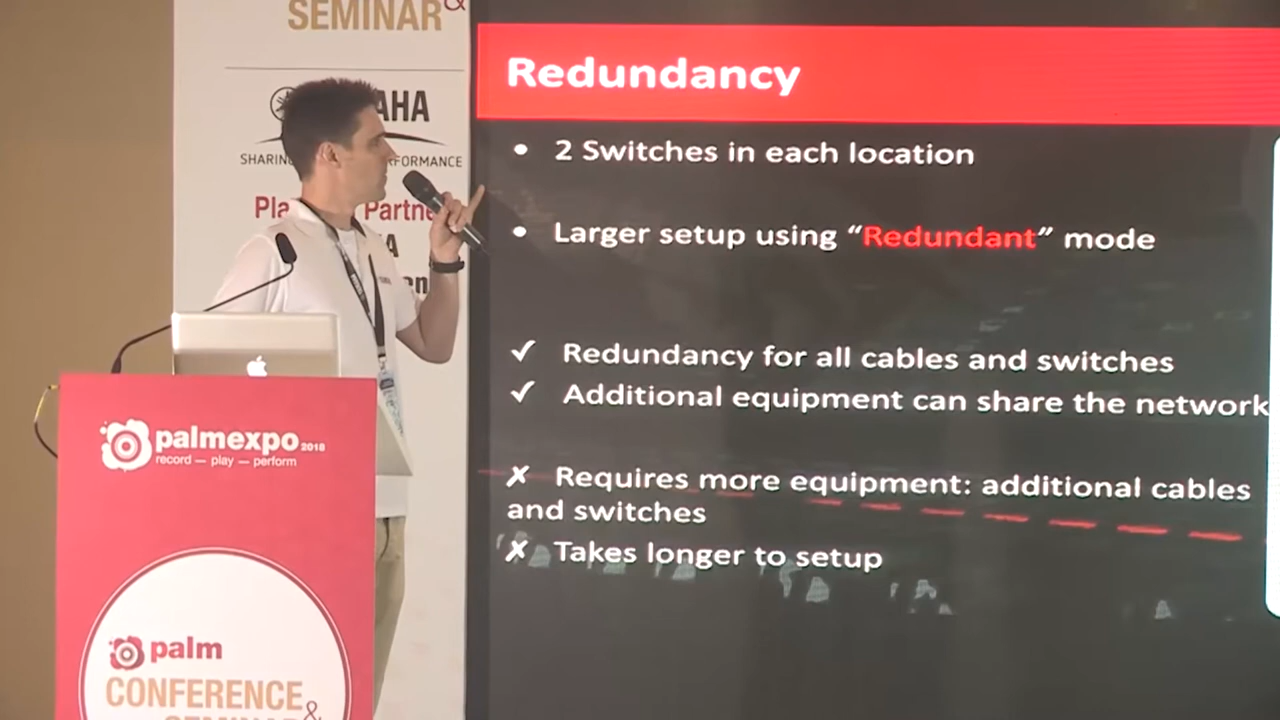 SEMINAR
&
AHA
SHARIN
RFORMANCE
Pla
Partne
Redundancy
• 2 Switches in each location
• Larger setup using “Redundant” mode
✓ Redundancy for all cables and switches
✓ Additional equipment can share the network
✗ Requires more equipment: additional cables
and switches
✗ Takes longer to setup
palmexpo 2018
record — play — perform
palm
CONFERENCE
&
SEMINAR